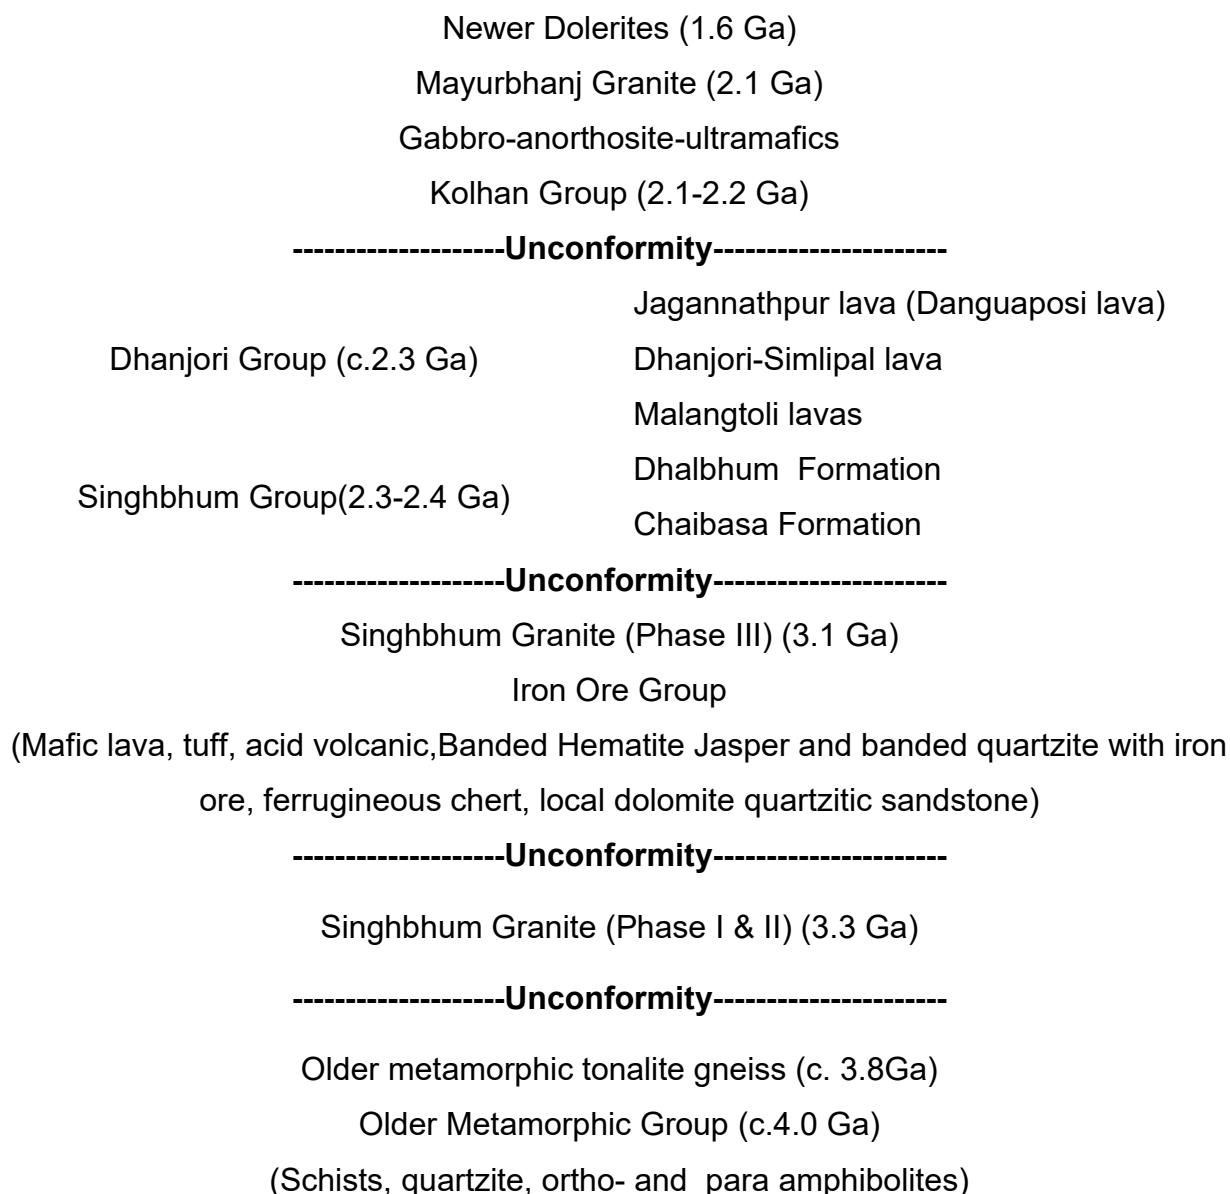 Newer Dolerites (1.6 Ga)
Mayurbhanj Granite (2.1 Ga)
Gabbro-anorthosite-ultramafics
Kolhan Group (2.1-2.2 Ga)
--------------------Unconformity----------------------
Jagannathpur lava (Danguaposi lava)
Dhanjori Group (c.2.3 Ga)
Dhanjori-Simlipal lava
Malangtoli lavas
Singhbhum Group(2.3-2.4 Ga)
Dhalbhum  Formation
Chaibasa Formation
--------------------Unconformity----------------------
Singhbhum Granite (Phase III) (3.1 Ga)
Iron Ore Group
(Mafic lava, tuff, acid volcanic,Banded Hematite Jasper and banded quartzite with iron
ore, ferrugineous chert, local dolomite quartzitic sandstone)
--------------------Unconformity----------------------
Singhbhum Granite (Phase I & II) (3.3 Ga)
--------------------Unconformity----------------------
Older metamorphic tonalite gneiss (c. 3.8Ga)
Older Metamorphic Group (c.4.0 Ga)
(Schists, quartzite, ortho- and  para amphibolites)